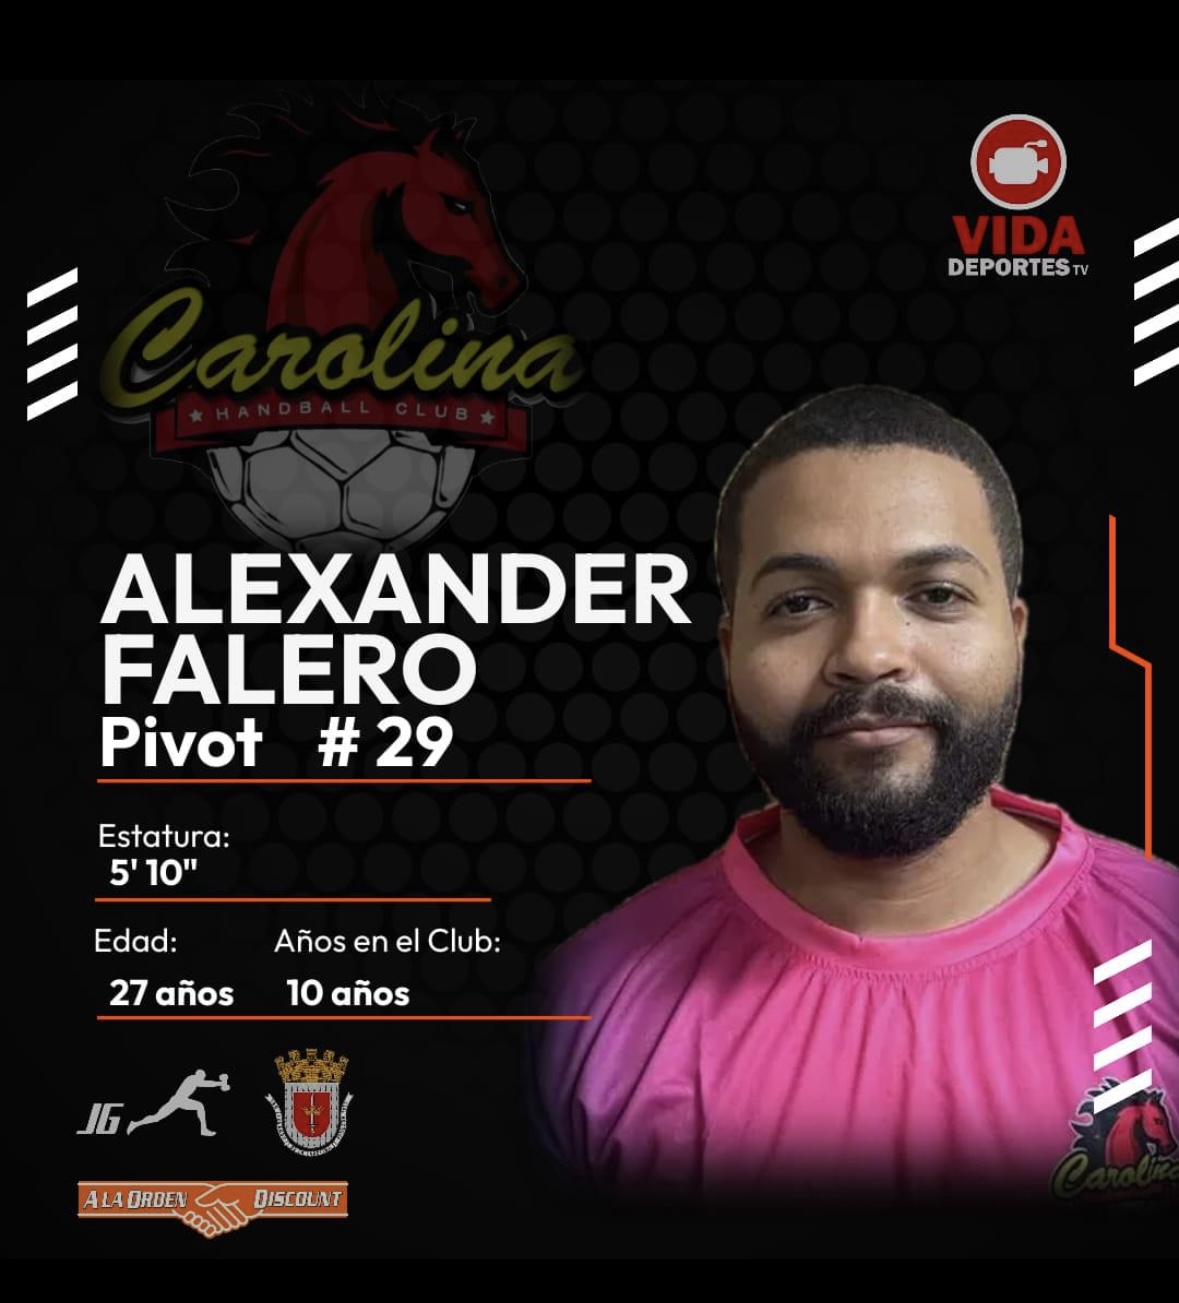 Carolina
HANDBALL CLUB
VIDA
DEPORTES TV
ALEXANDER
FALERO
Pivot # 29
Estatura:
5' 10"
Edad: Años en el Club:
27 años 10 años
JG
A LA ORDEN DISCOUNT
Carolina